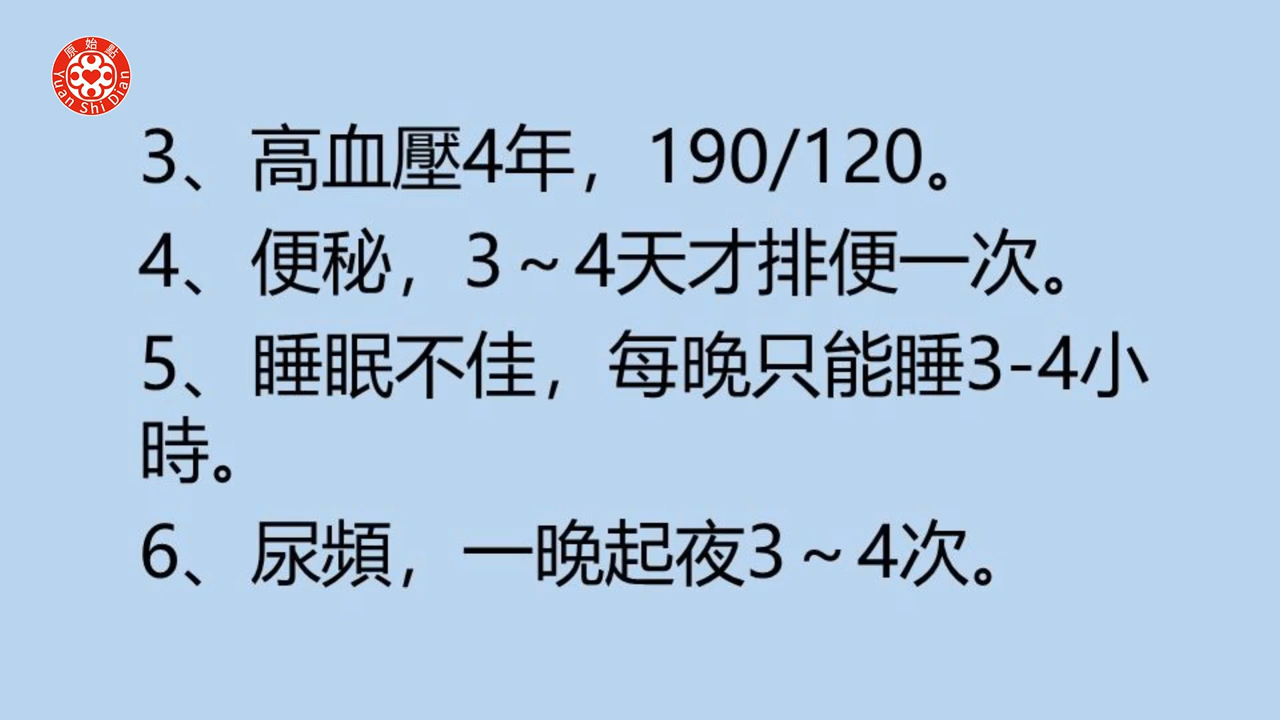 原始點
Yuan Shi Dian
3、高血壓4年，190/120。
4、便秘，3～4天才排便一次。
5、睡眠不佳，每晚只能睡3-4小
時。
6、尿頻，一晚起夜3～4次。